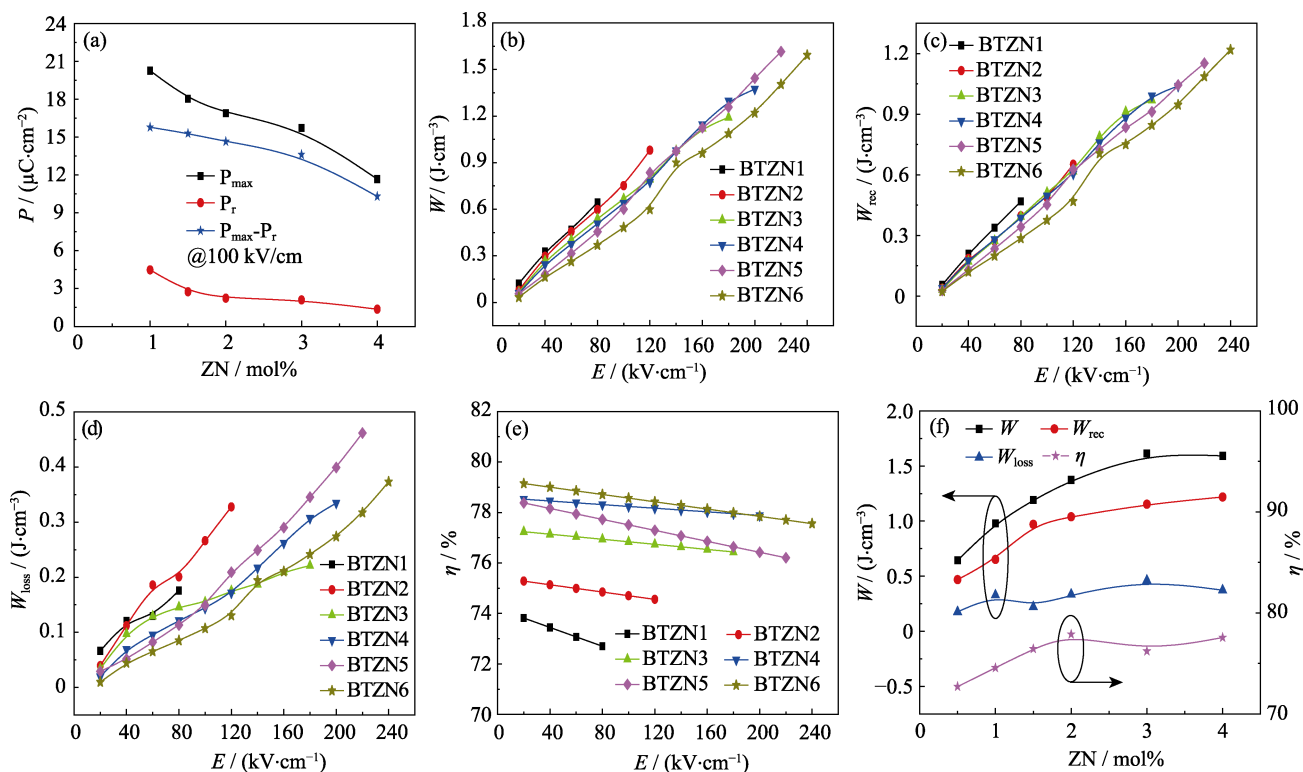 (a)
24
21
18
15
12
9
6
3
0
P / (μC·cm⁻²)
Pmax
Pr
Pmax-Pr
@100 kV/cm
1 2 3 4
ZN / mol%
(b)
1.8
1.5
1.2
0.9
0.6
0.3
0
W / (J·cm⁻³)
BTZN1
BTZN2
BTZN3
BTZN4
BTZN5
BTZN6
0 40 80 120 160 200 240
E / (kV·cm⁻¹)
(c)
1.2
0.9
0.6
0.3
0
Wrec / (J·cm⁻³)
BTZN1
BTZN2
BTZN3
BTZN4
BTZN5
BTZN6
0 40 80 120 160 200 240
E / (kV·cm⁻¹)
(d)
0.5
0.4
0.3
0.2
0.1
0
Wloss / (J·cm⁻³)
BTZN1
BTZN2
BTZN3
BTZN4
BTZN5
BTZN6
0 40 80 120 160 200 240
E / (kV·cm⁻¹)
(e)
82
80
78
76
74
72
70
η / %
BTZN1 BTZN2
BTZN3 BTZN4
BTZN5 BTZN6
0 40 80 120 160 200 240
E / (kV·cm⁻¹)
(f)
W Wrec
Wloss η
2.0
1.5
1.0
0.5
0
−0.5
W / (J·cm⁻³)
100
90
80
70
η / %
1 2 3 4
ZN / mol%